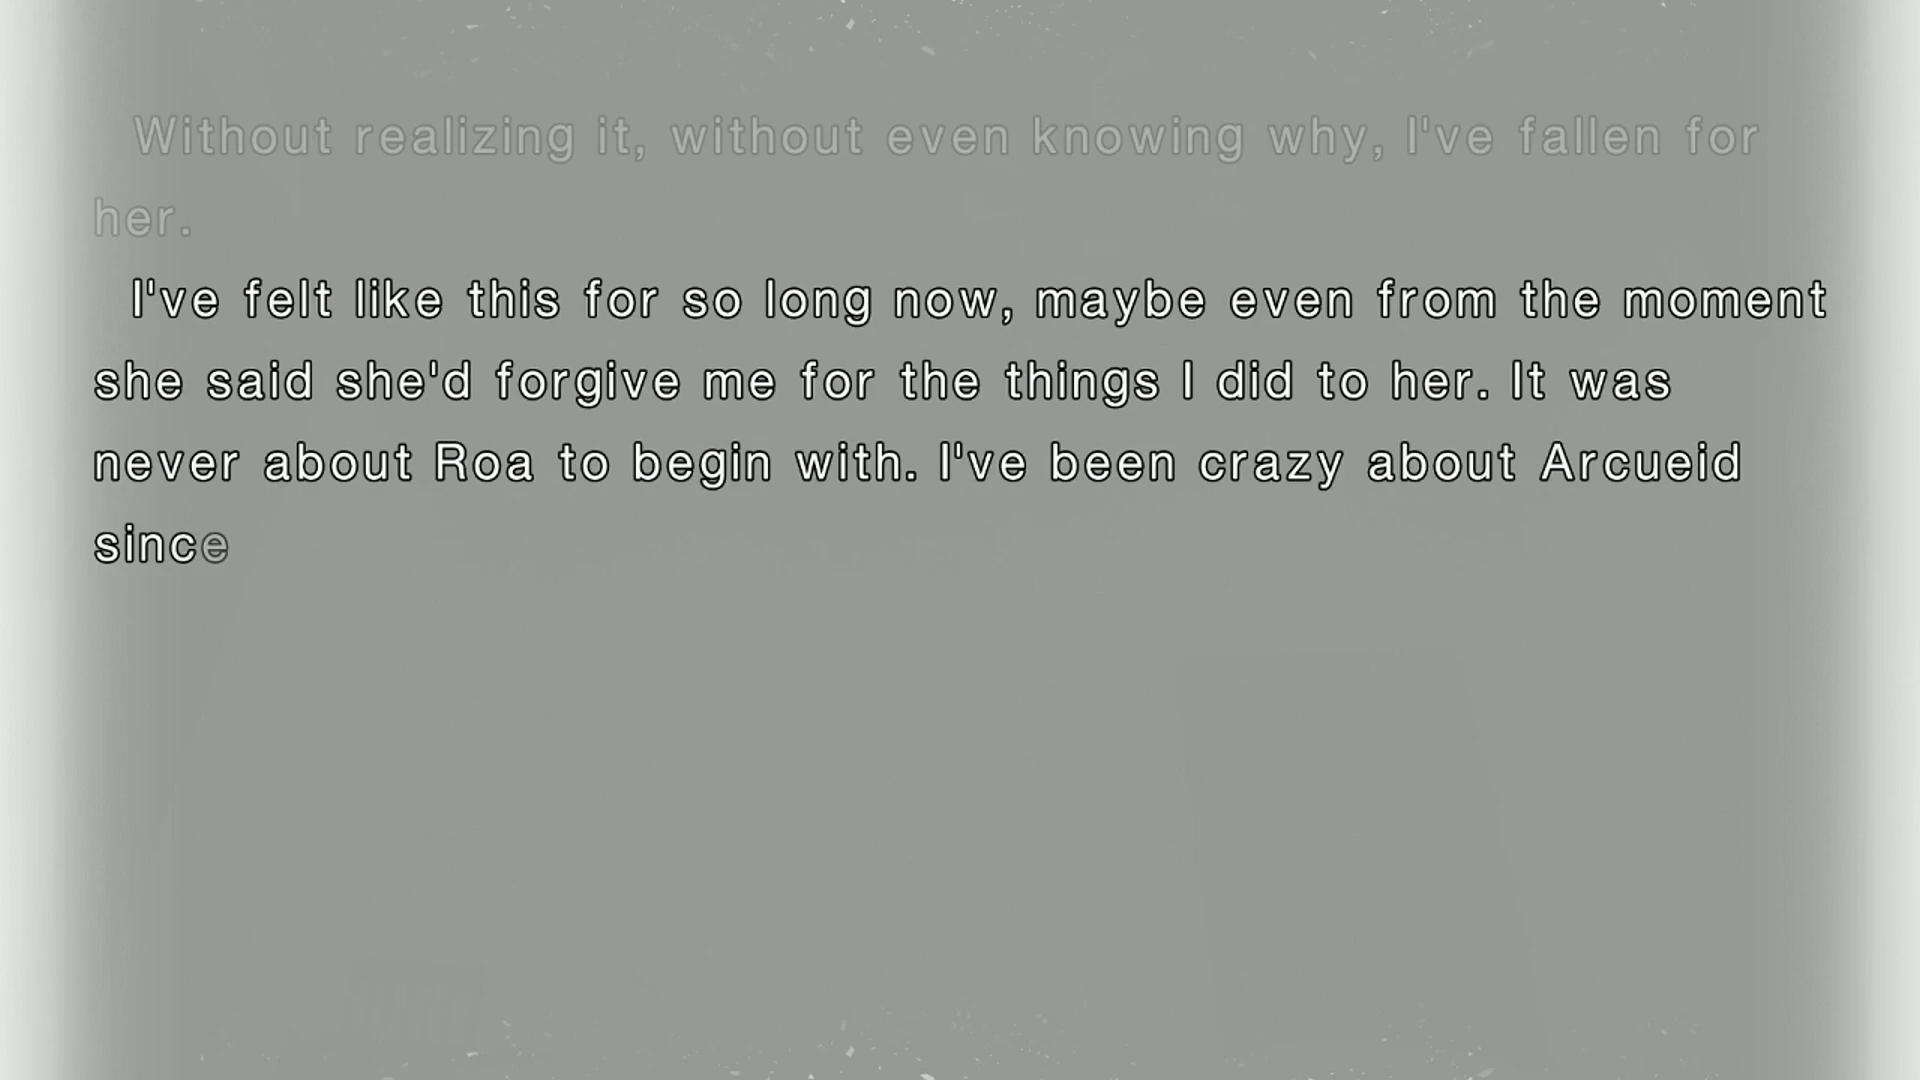 Without realizing it, without even knowing why, I've fallen for
her.
I've felt like this for so long now, maybe even from the moment
she said she'd forgive me for the things I did to her. It was
never about Roa to begin with. I've been crazy about Arcueid
since